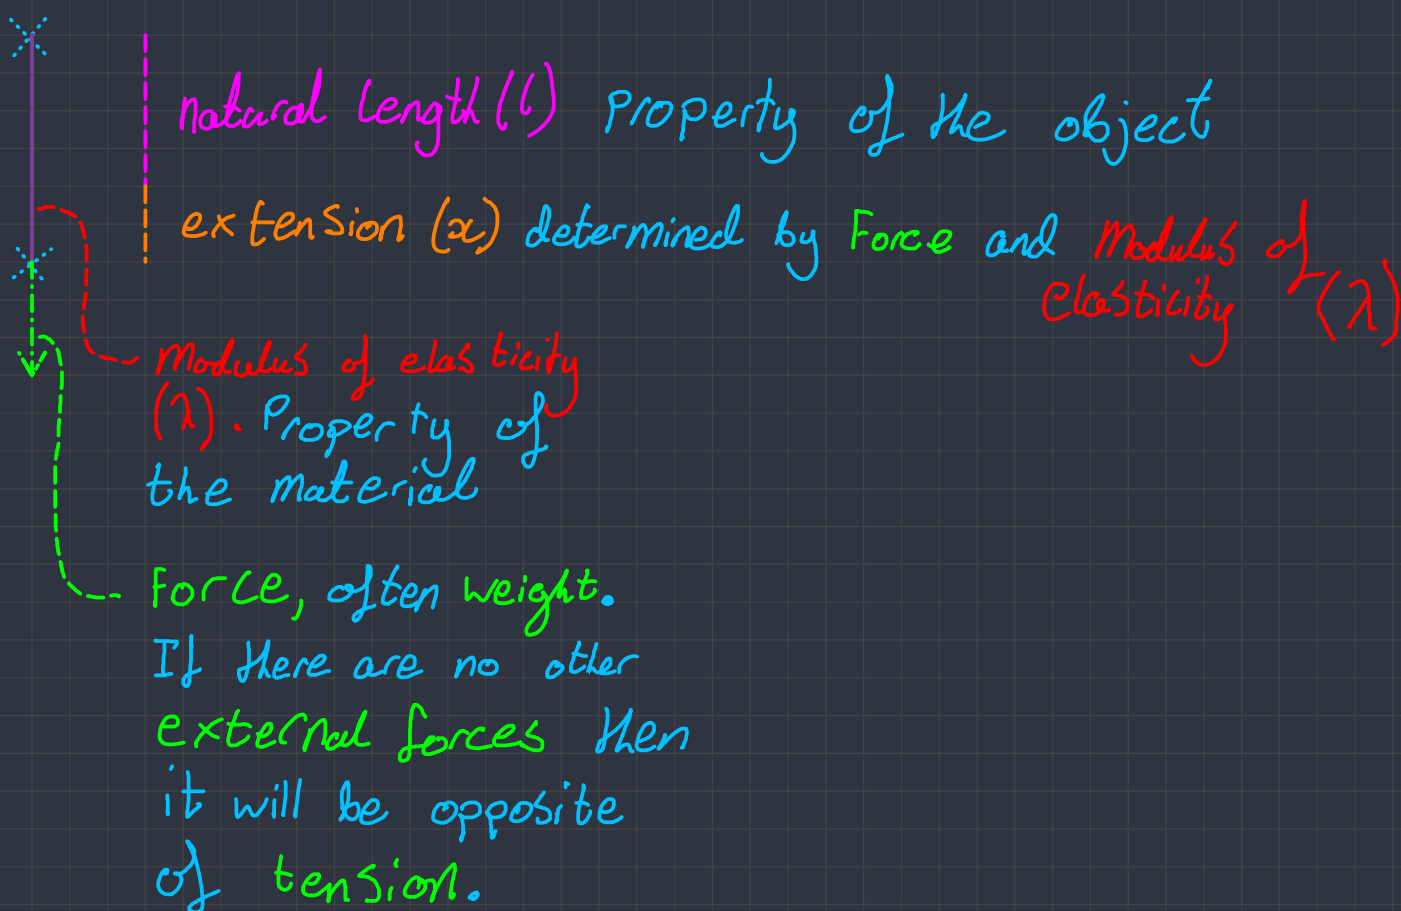 natural length (l) Property of the object
extension (x) determined by Force and Modulus of
elasticity (λ)
Modulus of elasticity
(λ). Property of
the material
Force, often weight.
If there are no other
external forces then
it will be opposite
of tension.